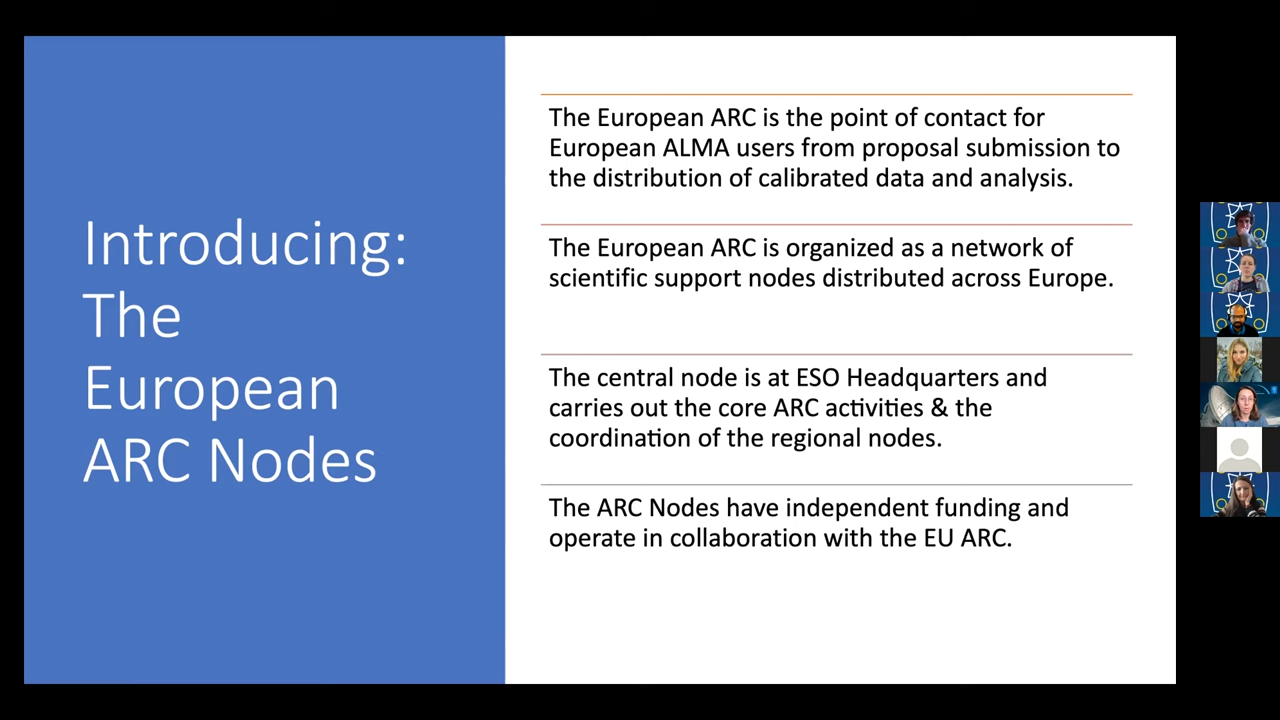 Introducing:
The
European
ARC Nodes
The European ARC is the point of contact for
European ALMA users from proposal submission to
the distribution of calibrated data and analysis.
The European ARC is organized as a network of
scientific support nodes distributed across Europe.
The central node is at ESO Headquarters and
carries out the core ARC activities & the
coordination of the regional nodes.
The ARC Nodes have independent funding and
operate in collaboration with the EU ARC.